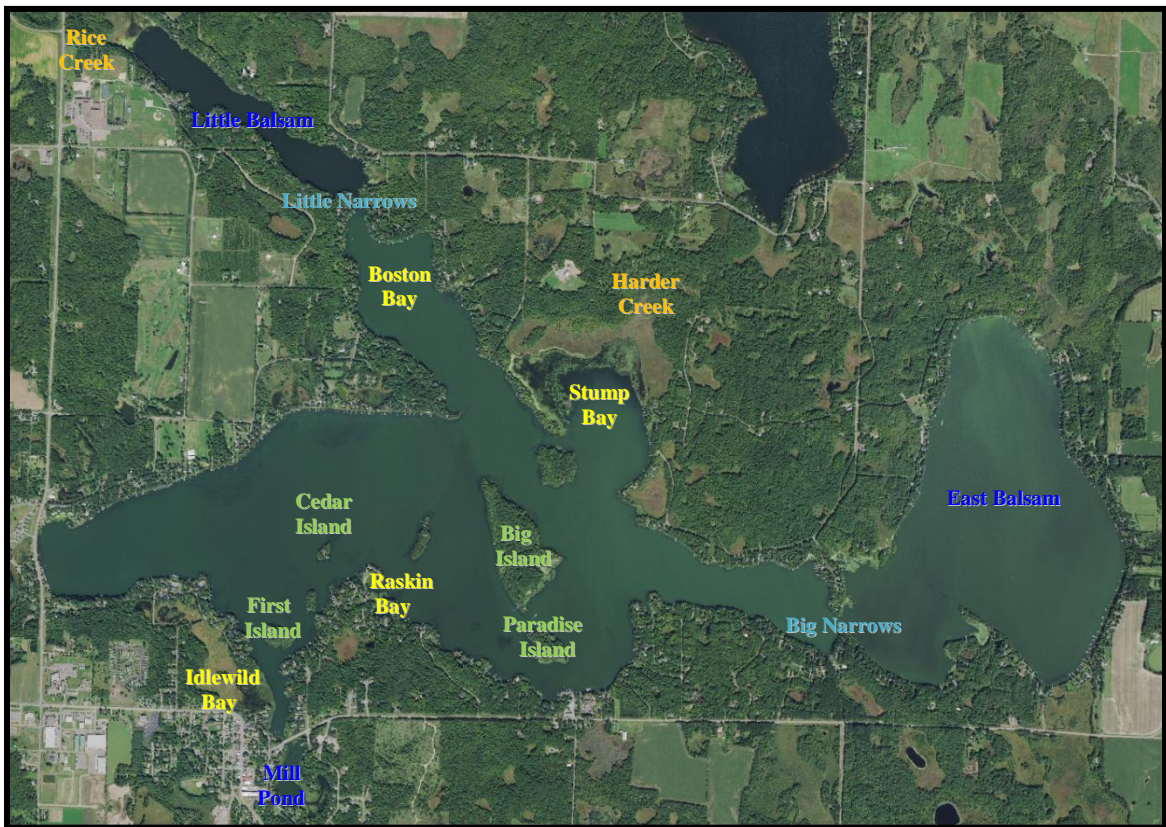 Rice
Creek
Little Balsam
Little Narrows
Boston
Bay
Harder
Creek
Stump
Bay
East Balsam
Cedar
Island
Big
Island
Raskin
Bay
First
Island
Paradise
Island
Big Narrows
Idlewild
Bay
Mill
Pond